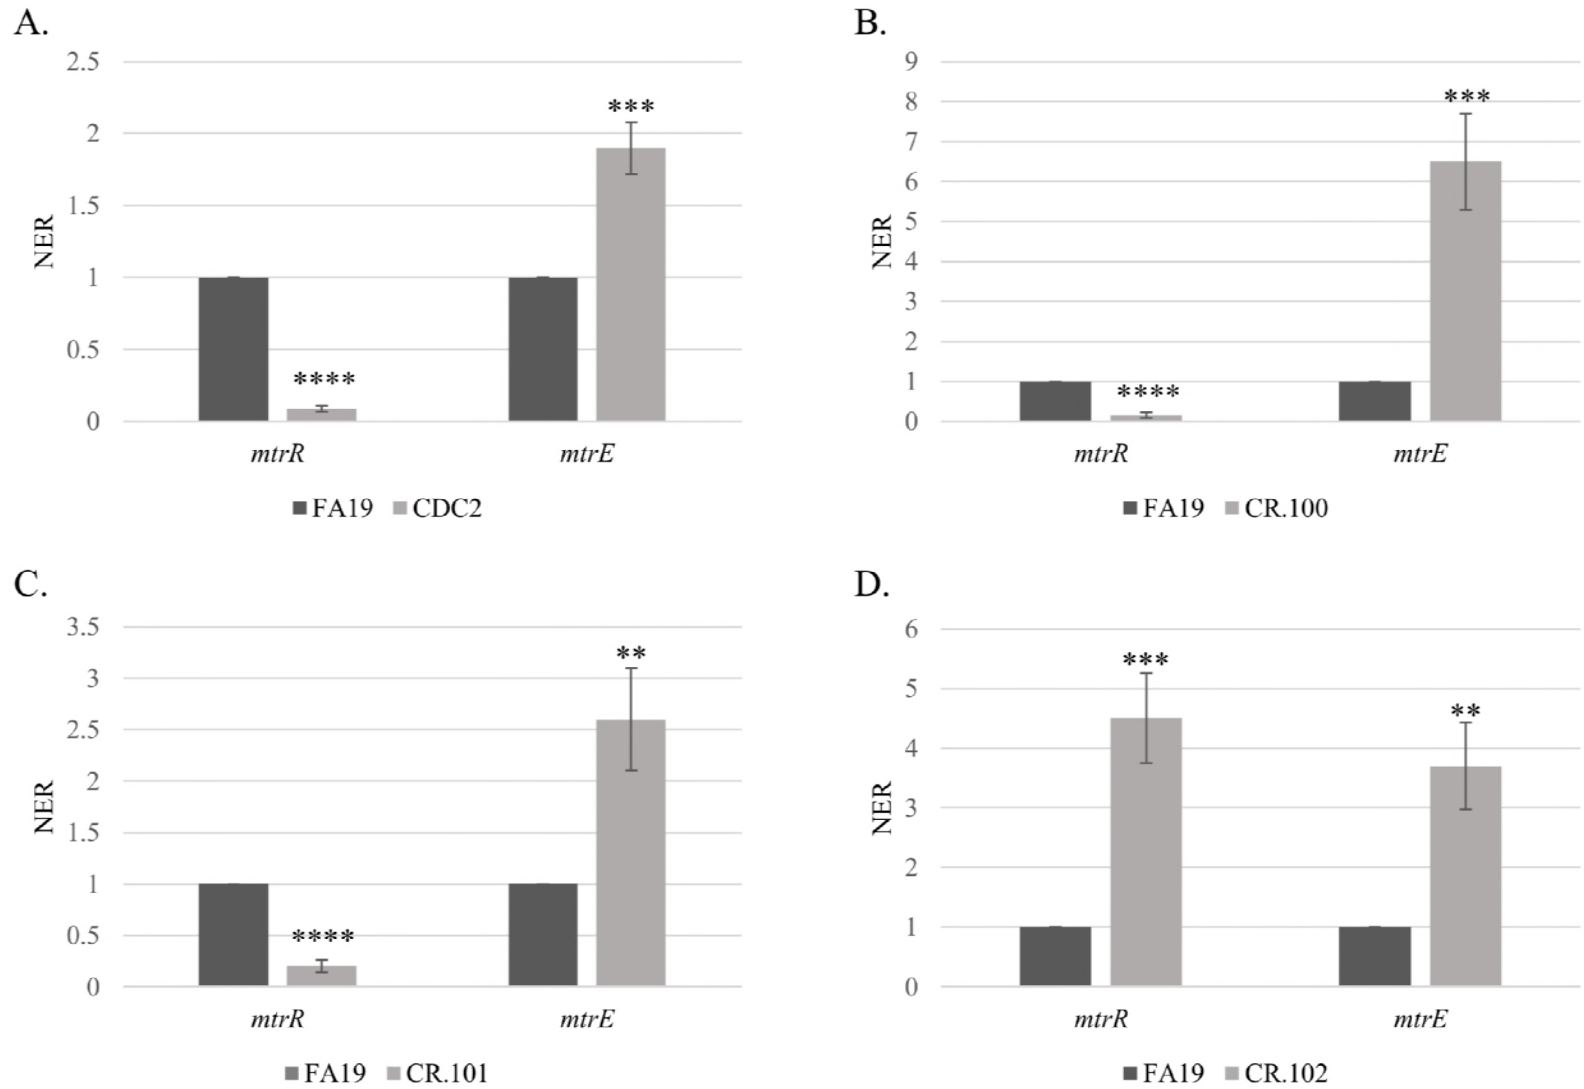 A.
2.5
2
1.5
1
0.5
0
NER
***
****
mtrR mtrE
FA19 CDC2
B.
9
8
7
6
5
4
3
2
1
0
NER
***
****
mtrR mtrE
FA19 CR.100
C.
3.5
3
2.5
2
1.5
1
0.5
0
NER
**
****
mtrR mtrE
FA19 CR.101
D.
6
5
4
3
2
1
0
NER
***
**
mtrR mtrE
FA19 CR.102